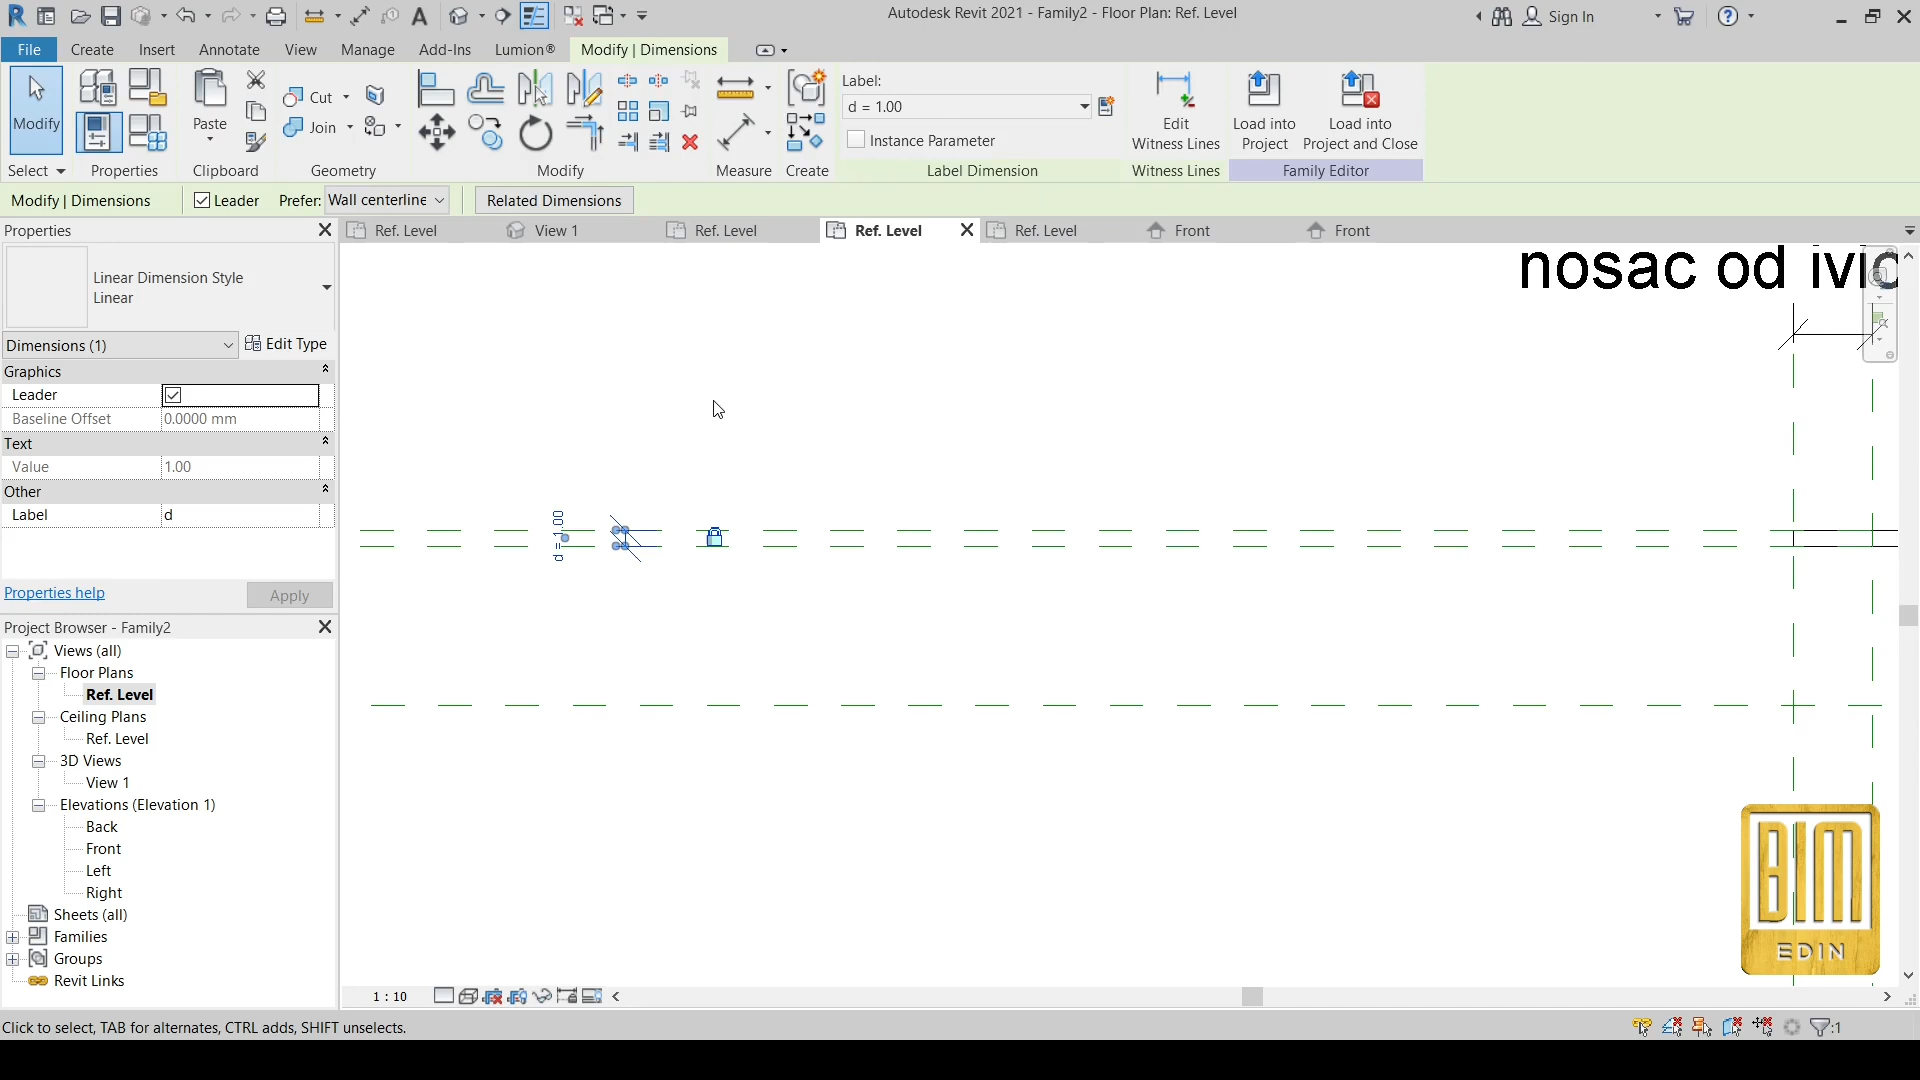 Autodesk Revit 2021 - Family2 - Floor Plan: Ref. Level
Sign In
File Create Insert Annotate View Manage Add-Ins Lumion® Modify | Dimensions
Modify
Paste
Cut
Join
Label:
d = 1.00
Instance Parameter
Edit
Witness Lines
Load into
Project
Load into
Project and Close
Select Properties Clipboard Geometry Modify Measure Create Label Dimension Witness Lines Family Editor
Modify | Dimensions Leader Prefer: Wall centerline Related Dimensions
Properties
Ref. Level View 1 Ref. Level Ref. Level Ref. Level Front Front
Linear Dimension Style
Linear
Dimensions (1) Edit Type
Graphics
Leader
Baseline Offset 0.0000 mm
Text
Value 1.00
Other
Label d
Properties help Apply
Project Browser - Family2
Views (all)
Floor Plans
Ref. Level
Ceiling Plans
Ref. Level
3D Views
View 1
Elevations (Elevation 1)
Back
Front
Left
Right
Sheets (all)
Families
Groups
Revit Links
nosac od ivic
d = 1.00
BIM
EDIN
1 : 10
Click to select, TAB for alternates, CTRL adds, SHIFT unselects.
:1